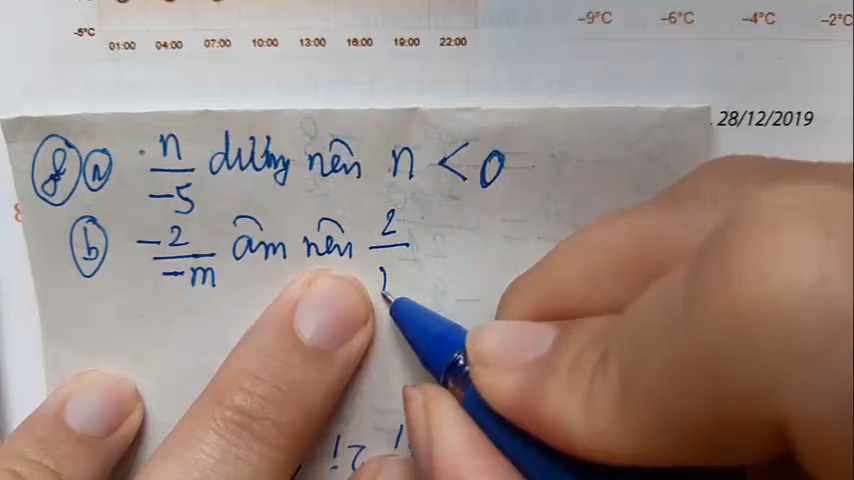 -5°C
01:00 04:00 07:00 10:00 13:00 16:00 19:00 22:00
-9°C -6°C -4°C -2°C
28/12/2019
8 a n/-5 dương nên n < 0
b -2/-m âm nên 2/